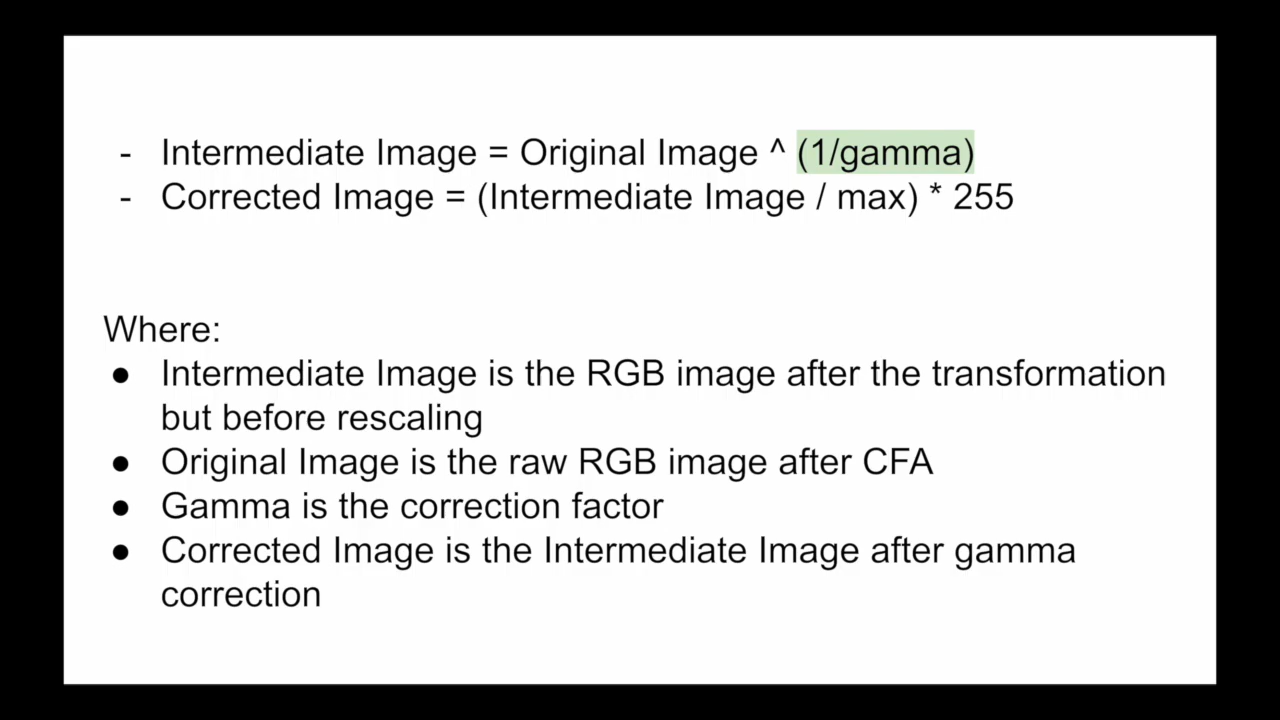 - Intermediate Image = Original Image ^ (1/gamma)
- Corrected Image = (Intermediate Image / max) * 255
Where:
● Intermediate Image is the RGB image after the transformation
but before rescaling
● Original Image is the raw RGB image after CFA
● Gamma is the correction factor
● Corrected Image is the Intermediate Image after gamma
correction